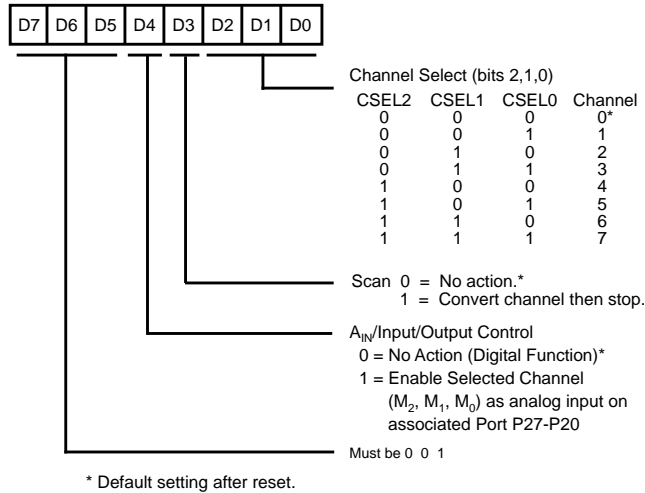 D7 D6 D5 D4 D3 D2 D1 D0
Channel Select (bits 2,1,0)
CSEL2 CSEL1 CSEL0 Channel
0 0 0 0*
0 0 1 1
0 1 0 2
0 1 1 3
1 0 0 4
1 0 1 5
1 1 0 6
1 1 1 7
Scan 0 = No action.*
1 = Convert channel then stop.
A_IN/Input/Output Control
0 = No Action (Digital Function)*
1 = Enable Selected Channel
(M₂, M₁, M₀) as analog input on
associated Port P27-P20
Must be 0 0 1
* Default setting after reset.